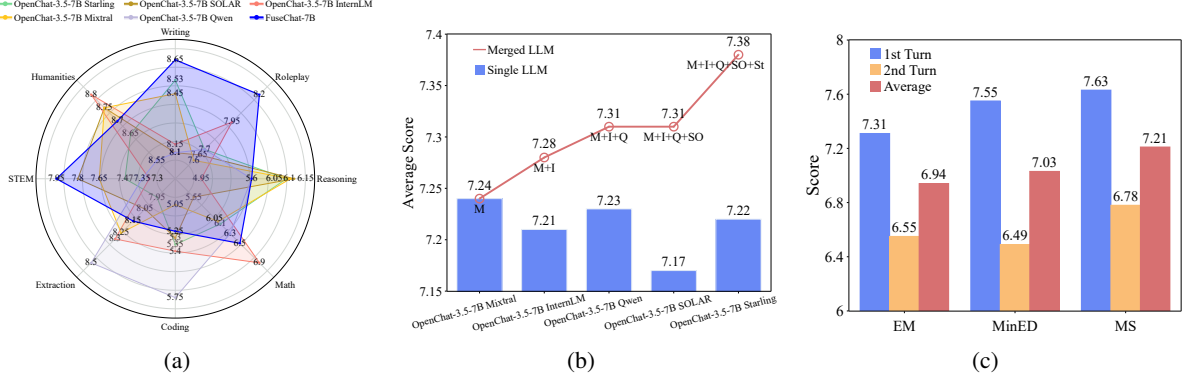 OpenChat-3.5-7B Starling OpenChat-3.5-7B SOLAR OpenChat-3.5-7B InternLM
OpenChat-3.5-7B Mixtral OpenChat-3.5-7B Qwen FuseChat-7B
Writing
8.65
8.53
8.45
8.15
8.1
Humanities
8.8
8.75
8.7
8.65
8.55
Roleplay
8.2
7.95
7.7
7.65
7.6
STEM
7.95
7.8
7.65
7.47
7.35
7.3
4.95
5.6
6.05
6.1
6.15
Reasoning
7.95
8.05
8.15
8.25
8.3
8.5
Extraction
5.05
5.25
5.3
5.35
5.4
5.75
Coding
5.55
6.05
6.1
6.3
6.5
6.9
Math
(a)
Average Score
7.4
7.35
7.3
7.25
7.2
7.15
Merged LLM
Single LLM
7.24
M
7.28
M+I
7.31
M+I+Q
7.31
M+I+Q+SO
7.38
M+I+Q+SO+St
7.21
7.23
7.17
7.22
OpenChat-3.5-7B Mixtral
OpenChat-3.5-7B InternLM
OpenChat-3.5-7B Qwen
OpenChat-3.5-7B SOLAR
OpenChat-3.5-7B Starling
(b)
Score
8
7.6
7.2
6.8
6.4
6
1st Turn
2nd Turn
Average
7.31
6.55
6.94
7.55
6.49
7.03
7.63
6.78
7.21
EM MinED MS
(c)